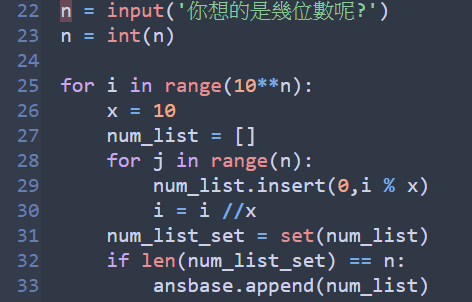 22 n = input('你想的是幾位數呢?')
23 n = int(n)
24
25 for i in range(10**n):
26     x = 10
27     num_list = []
28     for j in range(n):
29         num_list.insert(0,i % x)
30         i = i //x
31     num_list_set = set(num_list)
32     if len(num_list_set) == n:
33         ansbase.append(num_list)